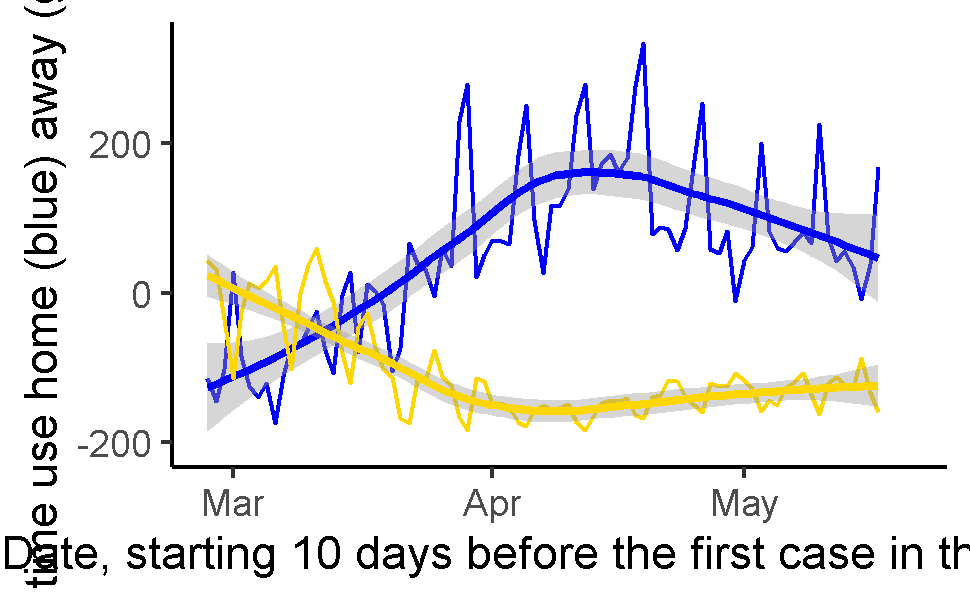 time use home (blue) away (
200
0
-200
Mar Apr May
Date, starting 10 days before the first case in th